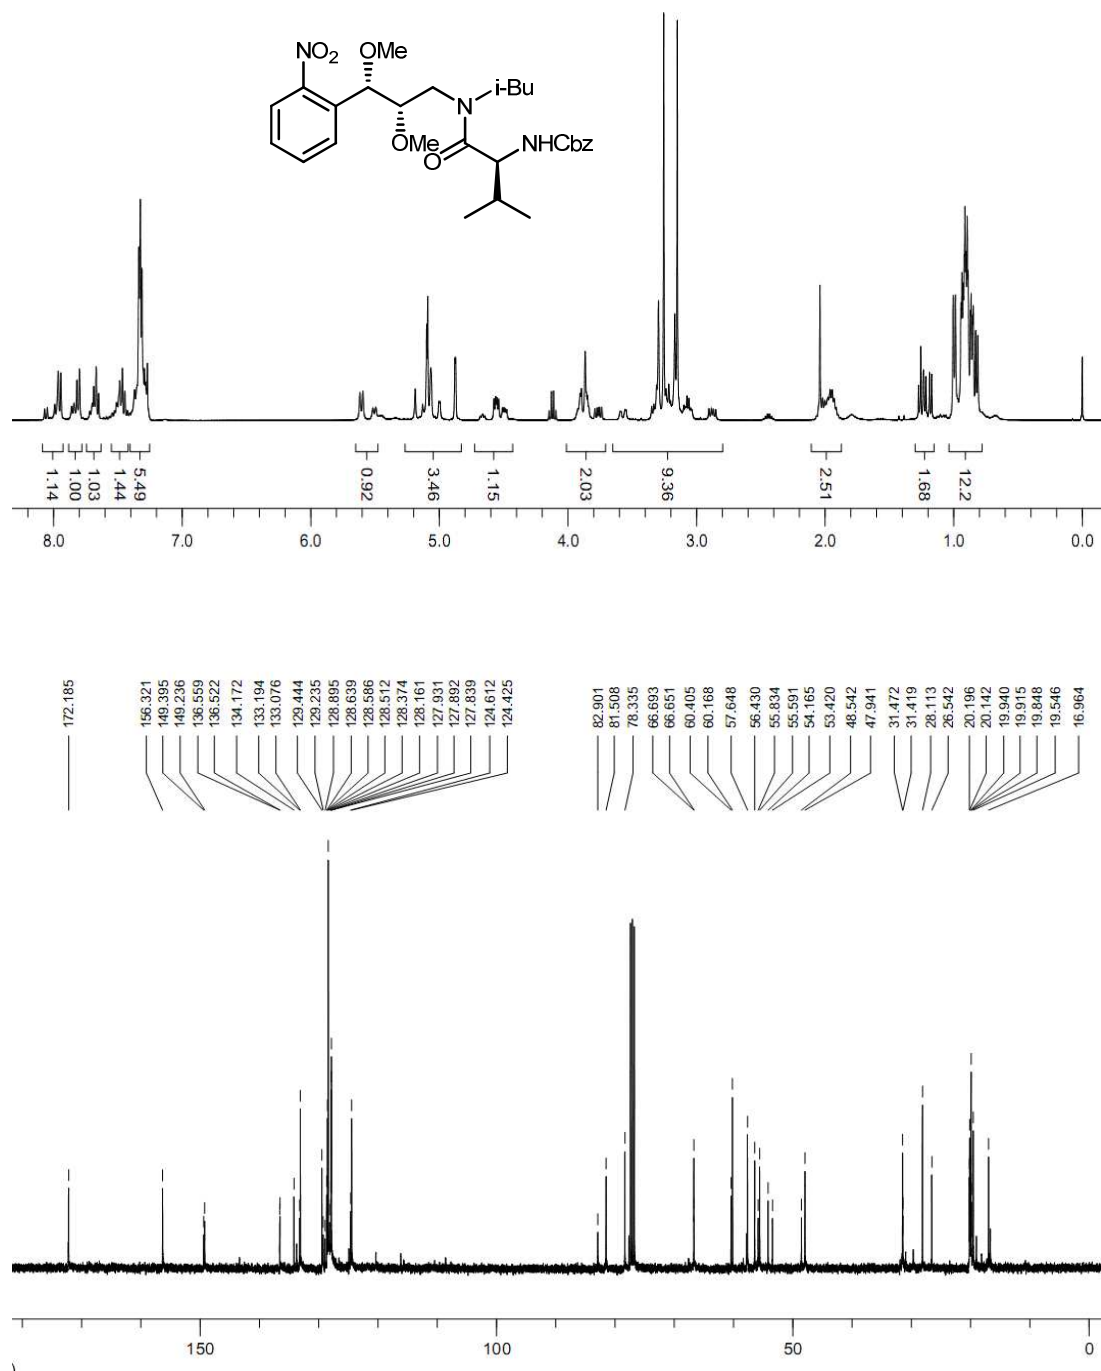 NO2 OMe
N i-Bu
OMe O NHCbz
1.14 1.00 1.03 1.44 5.49 0.92 3.46 1.15 2.03 9.36 2.51 1.68 12.2
8.0 7.0 6.0 5.0 4.0 3.0 2.0 1.0 0.0
172.185 156.321 149.395 149.236 136.559 136.522 134.172 133.194 133.076 129.444 129.235 128.895 128.639 128.586 128.512 128.374 128.161 127.931 127.892 127.839 124.612 124.425 82.901 81.508 78.335 66.693 66.651 60.405 60.168 57.648 56.430 55.834 55.591 54.165 53.420 48.542 47.941 31.472 31.419 28.113 26.542 20.196 20.142 19.940 19.915 19.848 19.546 16.964
150 100 50 0
)